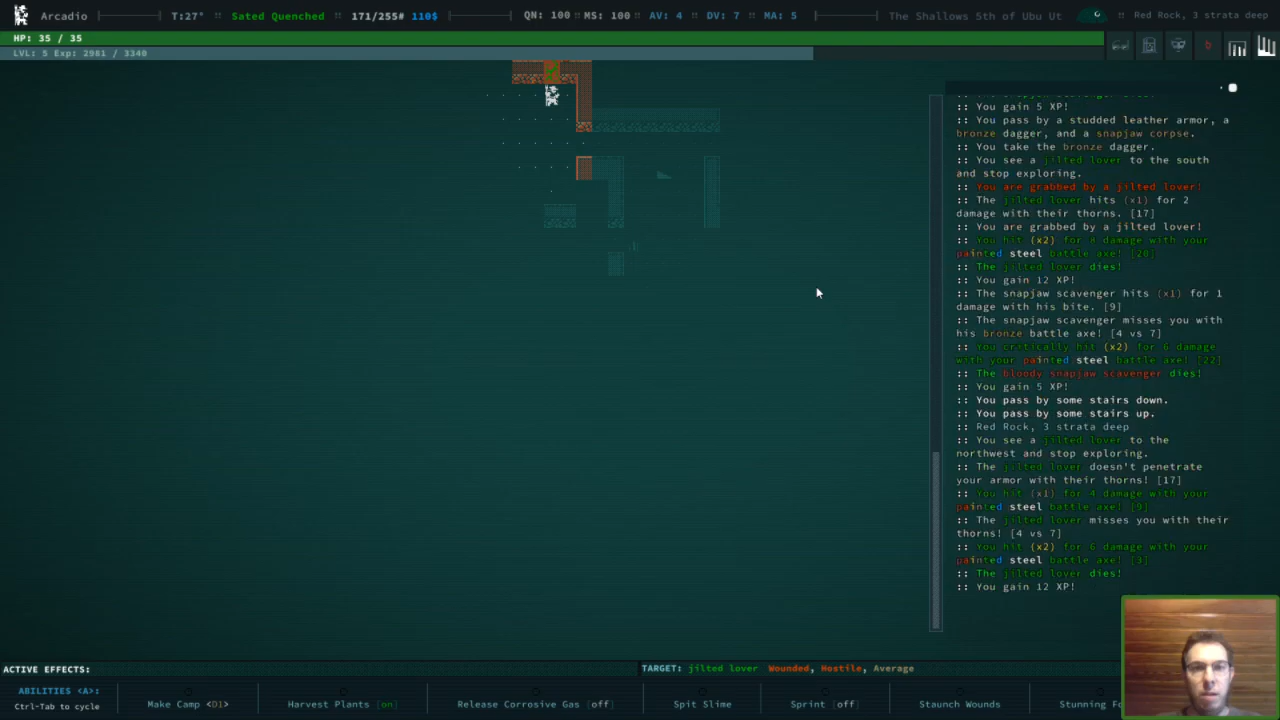 Arcadio T:27° Sated Quenched 171/255# 110$ QN: 100 MS: 100 AV: 4 DV: 7 MA: 5 The Shallows 5th of Ubu Ut Red Rock, 3 strata deep
HP: 35 / 35
LVL: 5 Exp: 2981 / 3340
:: You gain 5 XP!
:: You pass by a studded leather armor, a
bronze dagger, and a snapjaw corpse.
:: You take the bronze dagger.
:: You see a jilted lover to the south
and stop exploring.
:: You are grabbed by a jilted lover!
:: The jilted lover hits (x1) for 2
damage with their thorns. [17]
:: You are grabbed by a jilted lover!
:: You hit (x2) for 8 damage with your
painted steel battle axe! [20]
:: The jilted lover dies!
:: You gain 12 XP!
:: The snapjaw scavenger hits (x1) for 1
damage with his bite. [9]
:: The snapjaw scavenger misses you with
his bronze battle axe! [4 vs 7]
:: You critically hit (x2) for 6 damage
with your painted steel battle axe! [22]
:: The bloody snapjaw scavenger dies!
:: You gain 5 XP!
:: You pass by some stairs down.
:: You pass by some stairs up.
:: Red Rock, 3 strata deep
:: You see a jilted lover to the
northwest and stop exploring.
:: The jilted lover doesn't penetrate
your armor with their thorns! [17]
:: You hit (x1) for 4 damage with your
painted steel battle axe! [9]
:: The jilted lover misses you with their
thorns! [4 vs 7]
:: You hit (x2) for 6 damage with your
painted steel battle axe! [3]
:: The jilted lover dies!
:: You gain 12 XP!
ACTIVE EFFECTS: TARGET: jilted lover Wounded, Hostile, Average
ABILITIES <A>:
Ctrl-Tab to cycle
Make Camp <D1> Harvest Plants [on] Release Corrosive Gas [off] Spit Slime Sprint [off] Staunch Wounds Stunning Fo